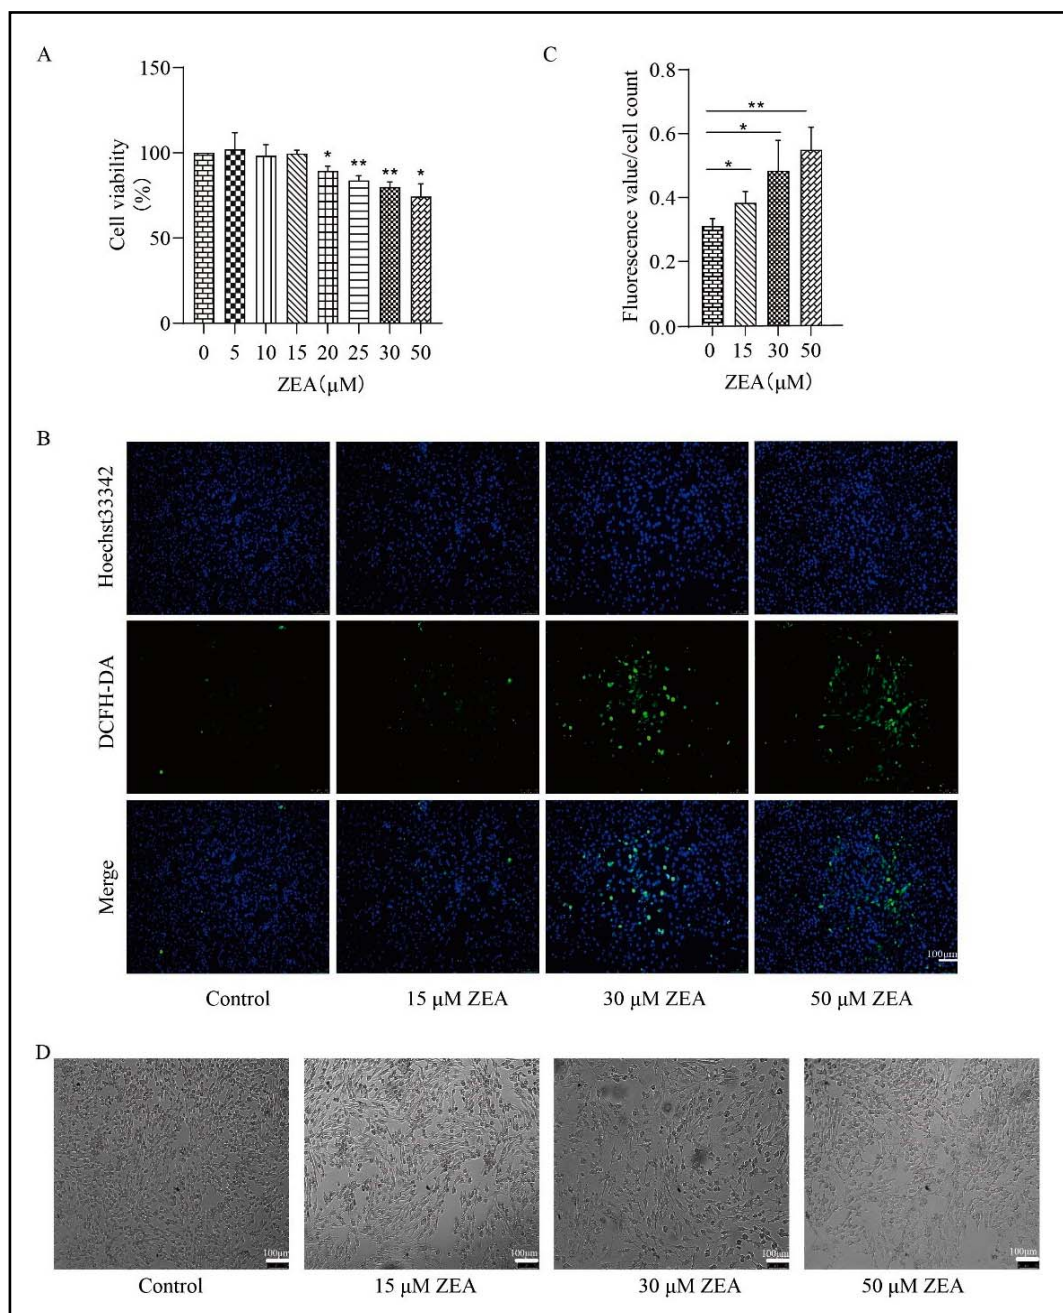 A
150
100
50
0
Cell viability
(%)
* ** ** *
0 5 10 15 20 25 30 50
ZEA(μM)
C
0.8
0.6
0.4
0.2
0.0
Fluorescence value/cell count
**
*
*
0 15 30 50
ZEA(μM)
B
Hoechst33342
DCFH-DA
Merge
100μm
Control 15 μM ZEA 30 μM ZEA 50 μM ZEA
D
100μm 100μm 100μm 100μm
Control 15 μM ZEA 30 μM ZEA 50 μM ZEA